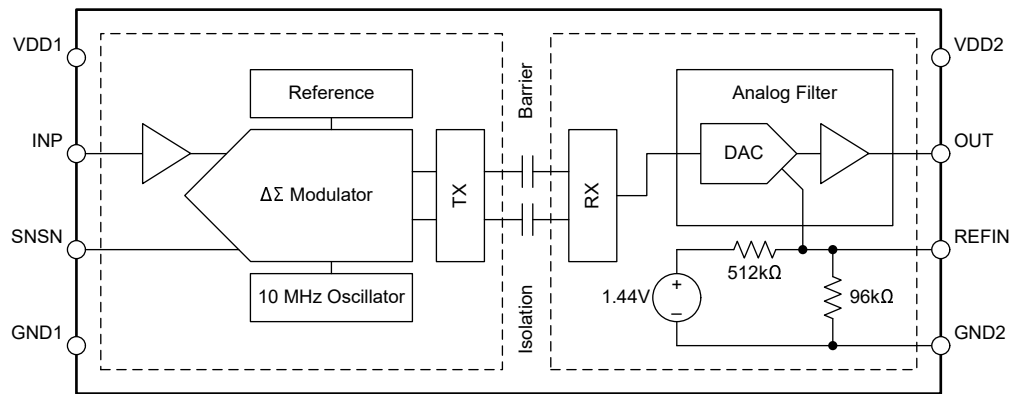 VDD1
VDD2
Reference
Barrier
Analog Filter
INP
OUT
DAC
ΔΣ Modulator
TX
RX
SNSN
REFIN
512kΩ
10 MHz Oscillator
1.44V
+
–
96kΩ
Isolation
GND1
GND2